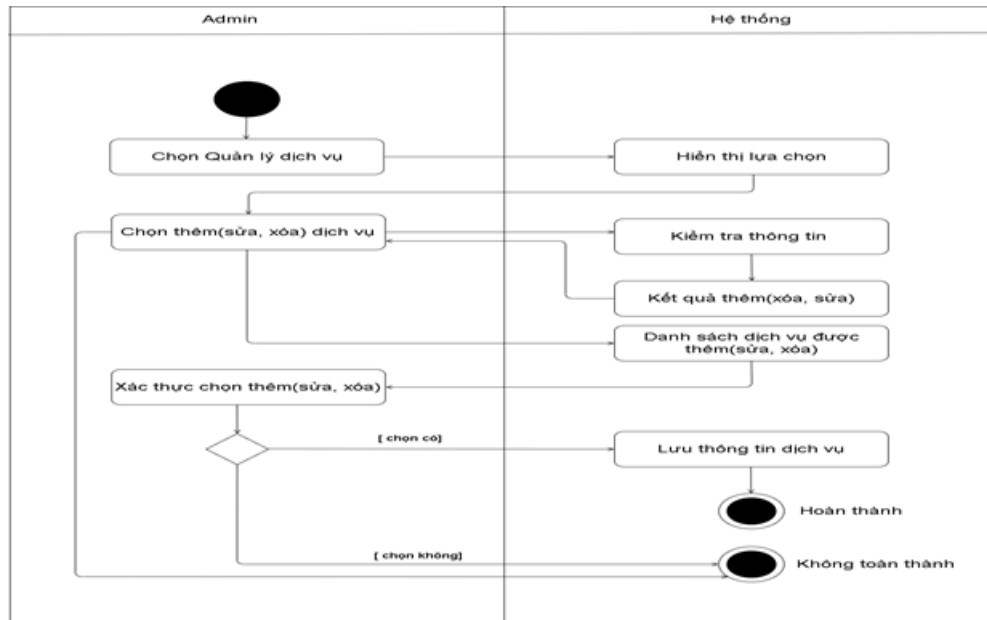 Admin
Hệ thống
Chọn Quản lý dịch vụ
Hiển thị lựa chọn
Chọn thêm(sửa, xóa) dịch vụ
Kiểm tra thông tin
Kết quả thêm(xóa, sửa)
Danh sách dịch vụ được
thêm(sửa, xóa)
Xác thực chọn thêm(sửa, xóa)
[ chọn có]
Lưu thông tin dịch vụ
Hoàn thành
[ chọn không]
Không toàn thành